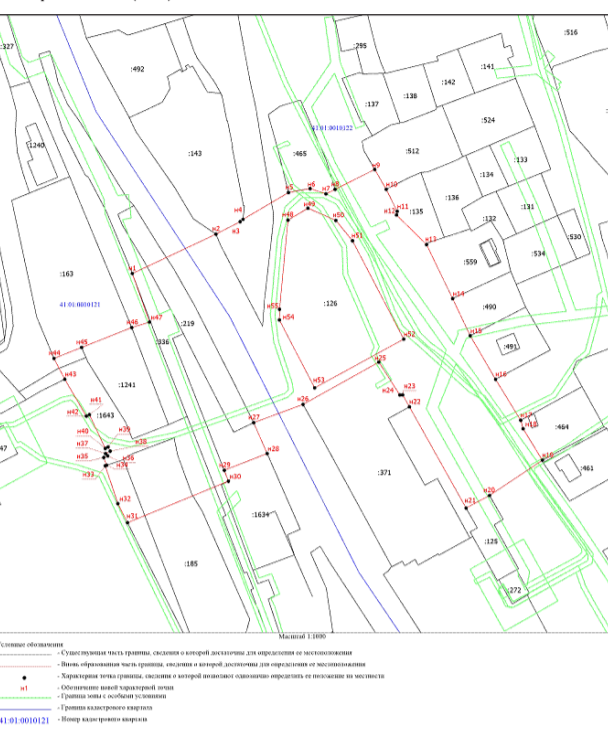 :516
:327
:295
:492
:141
:142
:138
:137
:524
41:01:0010122
1240
:143
:465
:512
:133
н9
:134
н5
н6
н7
н8
н10
:136
:131
н4
н49
н11
н12
:135
:132
н3
н48
н50
н2
н51
н13
:530
:534
:559
:163
н1
н14
41:01:0010121
:126
:490
н55
н54
н46
н47
:219
н15
:336
н52
:491
н45
н44
н25
н43
н16
:1241
н53
н23
н41
н26
н22
н42
:1643
н27
н17
н18
:464
н40
н39
н37
н38
н35
н36
н28
н34
н33
н29
н19
:461
:371
н30
н32
н20
н21
н31
:1634
:125
:185
:272
Масштаб 1:1000
Условные обозначения
- Существующая часть границы, сведения о которой достаточны для определения ее местоположения
- Вновь образованная часть границы, сведения о которой достаточны для определения ее местоположения
- Характерная точка границы, сведения о которой позволяют однозначно определить ее положение на местности
н1 - Обозначение новой характерной точки
- Граница зоны с особыми условиями
- Граница кадастрового квартала
41:01:0010121 - Номер кадастрового квартала